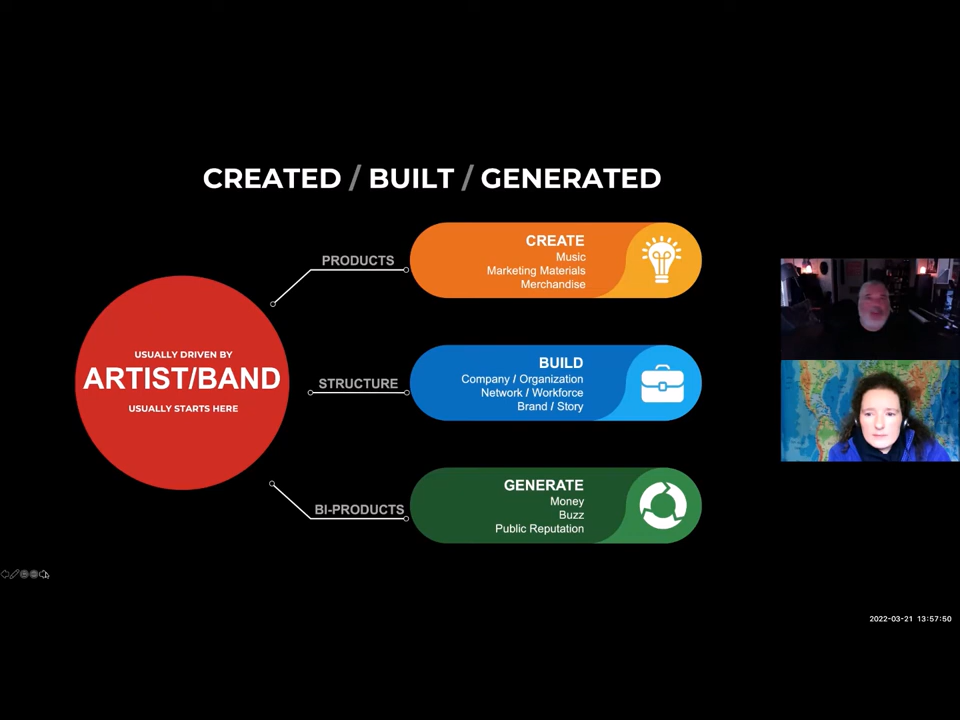 CREATED / BUILT / GENERATED
USUALLY DRIVEN BY
ARTIST/BAND
USUALLY STARTS HERE
PRODUCTS
CREATE
Music
Marketing Materials
Merchandise
STRUCTURE
BUILD
Company / Organization
Network / Workforce
Brand / Story
BI-PRODUCTS
GENERATE
Money
Buzz
Public Reputation
2022-03-21 13:57:50